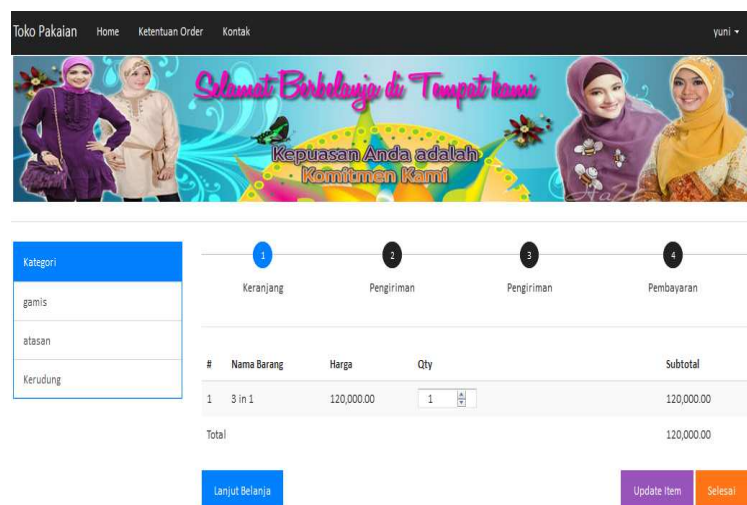 Toko Pakaian Home Ketentuan Order Kontak yuni
Selamat Berbelanja di Tempat kami
Kepuasan Anda adalah
Komitmen Kami
Kategori
gamis
atasan
Kerudung
1 2 3 4
Keranjang Pengiriman Pengiriman Pembayaran
# Nama Barang Harga Qty Subtotal
1 3 in 1 120,000.00 1 120,000.00
Total 120,000.00
Lanjut Belanja Update Item Selesai